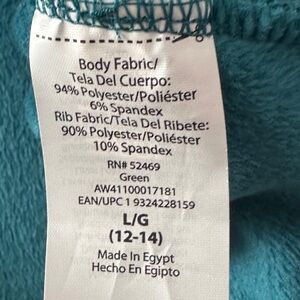 Body Fabric/
Tela Del Cuerpo:
94% Polyester/Poliéster
6% Spandex
Rib Fabric/Tela Del Ribete:
90% Polyester/Poliéster
10% Spandex
RN# 52469
Green
AW41100017181
EAN/UPC 1 9324228159
L/G
(12-14)
Made In Egypt
Hecho En Egipto